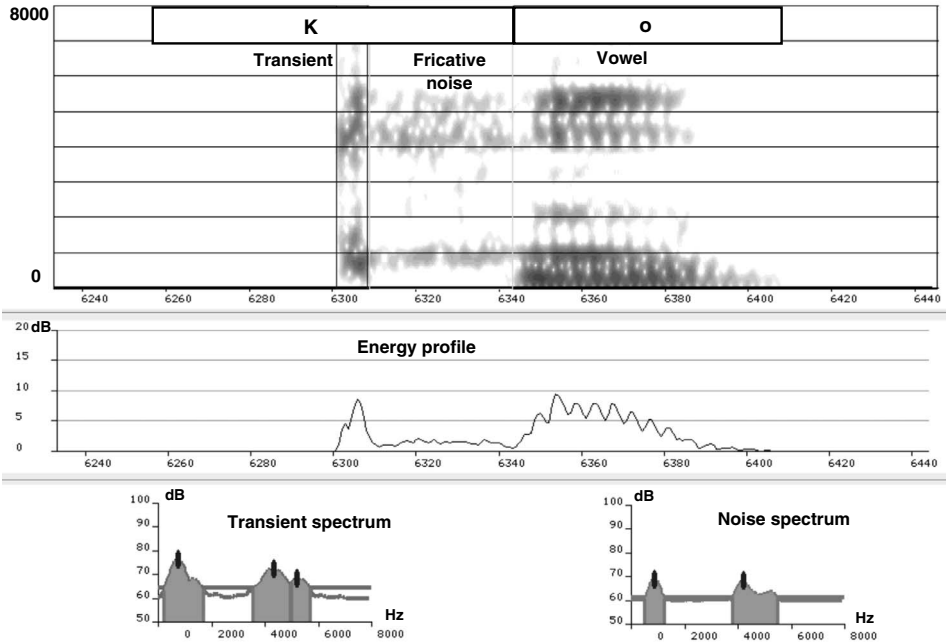 8000
K o
Transient Fricative Vowel
noise
0
6240 6260 6280 6300 6320 6340 6360 6380 6400 6420 6440
20 dB
Energy profile
15
10
5
0
6240 6260 6280 6300 6320 6340 6360 6380 6400 6420 6440
100 dB
90
80
70
60
50
Transient spectrum
Hz
0 2000 4000 6000 8000
100 dB
90
80
70
60
50
Noise spectrum
Hz
0 2000 4000 6000 8000